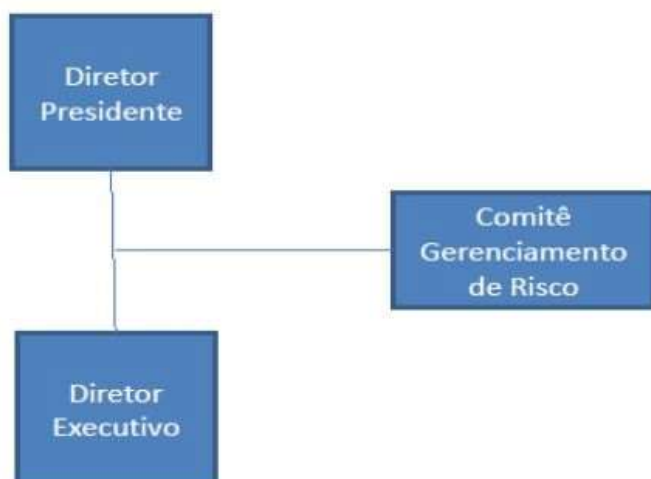 Diretor
Presidente
Comitê
Gerenciamento
de Risco
Diretor
Executivo